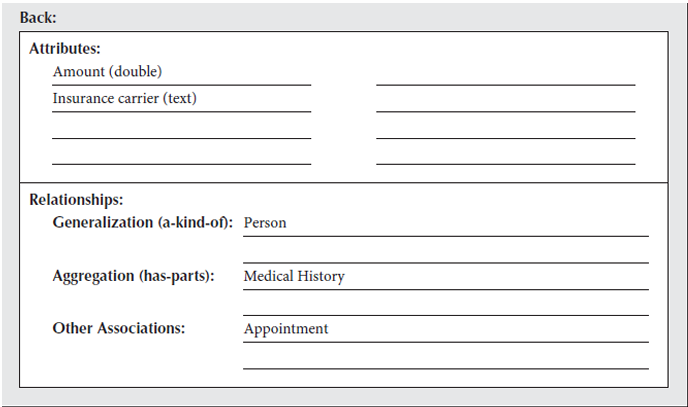 Back:
Attributes:
Amount (double)
Insurance carrier (text)
Relationships:
Generalization (a-kind-of): Person
Aggregation (has-parts): Medical History
Other Associations: Appointment